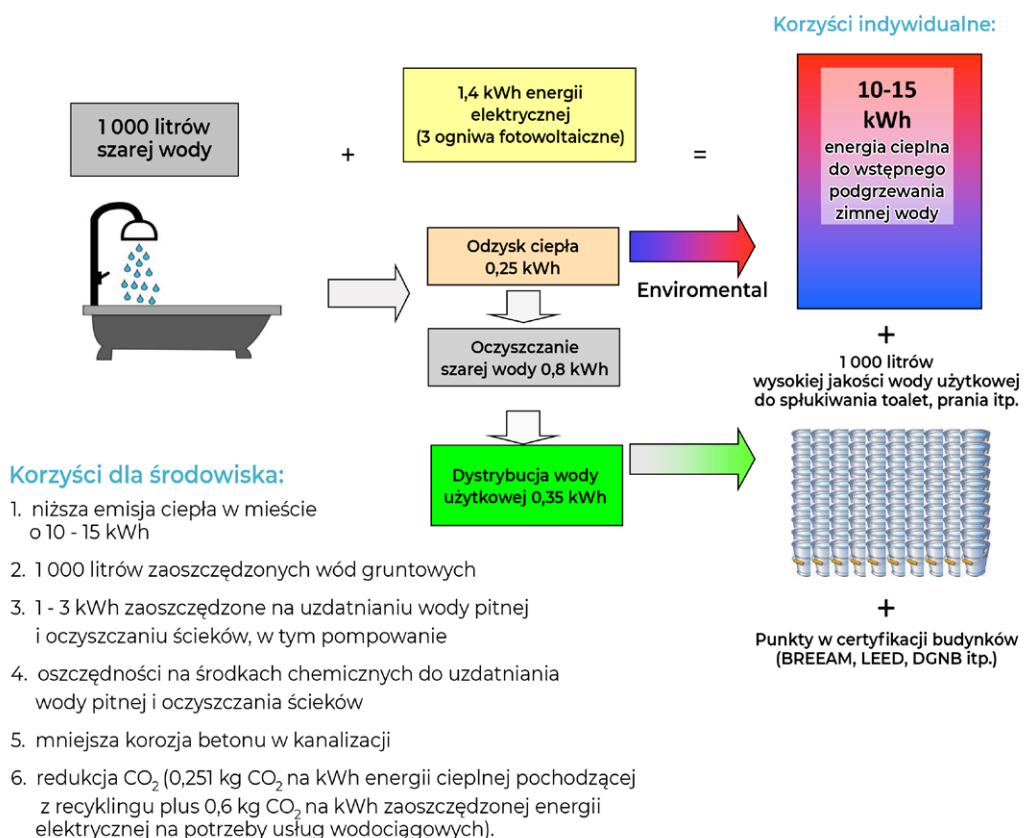 Korzyści indywidualne:
1 000 litrów
szarej wody
+
1,4 kWh energii
elektrycznej
(3 ogniwa fotowoltaiczne)
=
10-15
kWh
energia cieplna
do wstępnego
podgrzewania
zimnej wody
Odzysk ciepła
0,25 kWh
Enviromental
Oczyszczanie
szarej wody 0,8 kWh
+
1 000 litrów
wysokiej jakości wody użytkowej
do spłukiwania toalet, prania itp.
Dystrybucja wody
użytkowej 0,35 kWh
+
Punkty w certyfikacji budynków
(BREEAM, LEED, DGNB itp.)
Korzyści dla środowiska:
1. niższa emisja ciepła w mieście
o 10 - 15 kWh
2. 1 000 litrów zaoszczędzonych wód gruntowych
3. 1 - 3 kWh zaoszczędzone na uzdatnianiu wody pitnej
i oczyszczaniu ścieków, w tym pompowanie
4. oszczędności na środkach chemicznych do uzdatniania
wody pitnej i oczyszczania ścieków
5. mniejsza korozja betonu w kanalizacji
6. redukcja CO₂ (0,251 kg CO₂ na kWh energii cieplnej pochodzącej
z recyklingu plus 0,6 kg CO₂ na kWh zaoszczędzonej energii
elektrycznej na potrzeby usług wodociągowych).